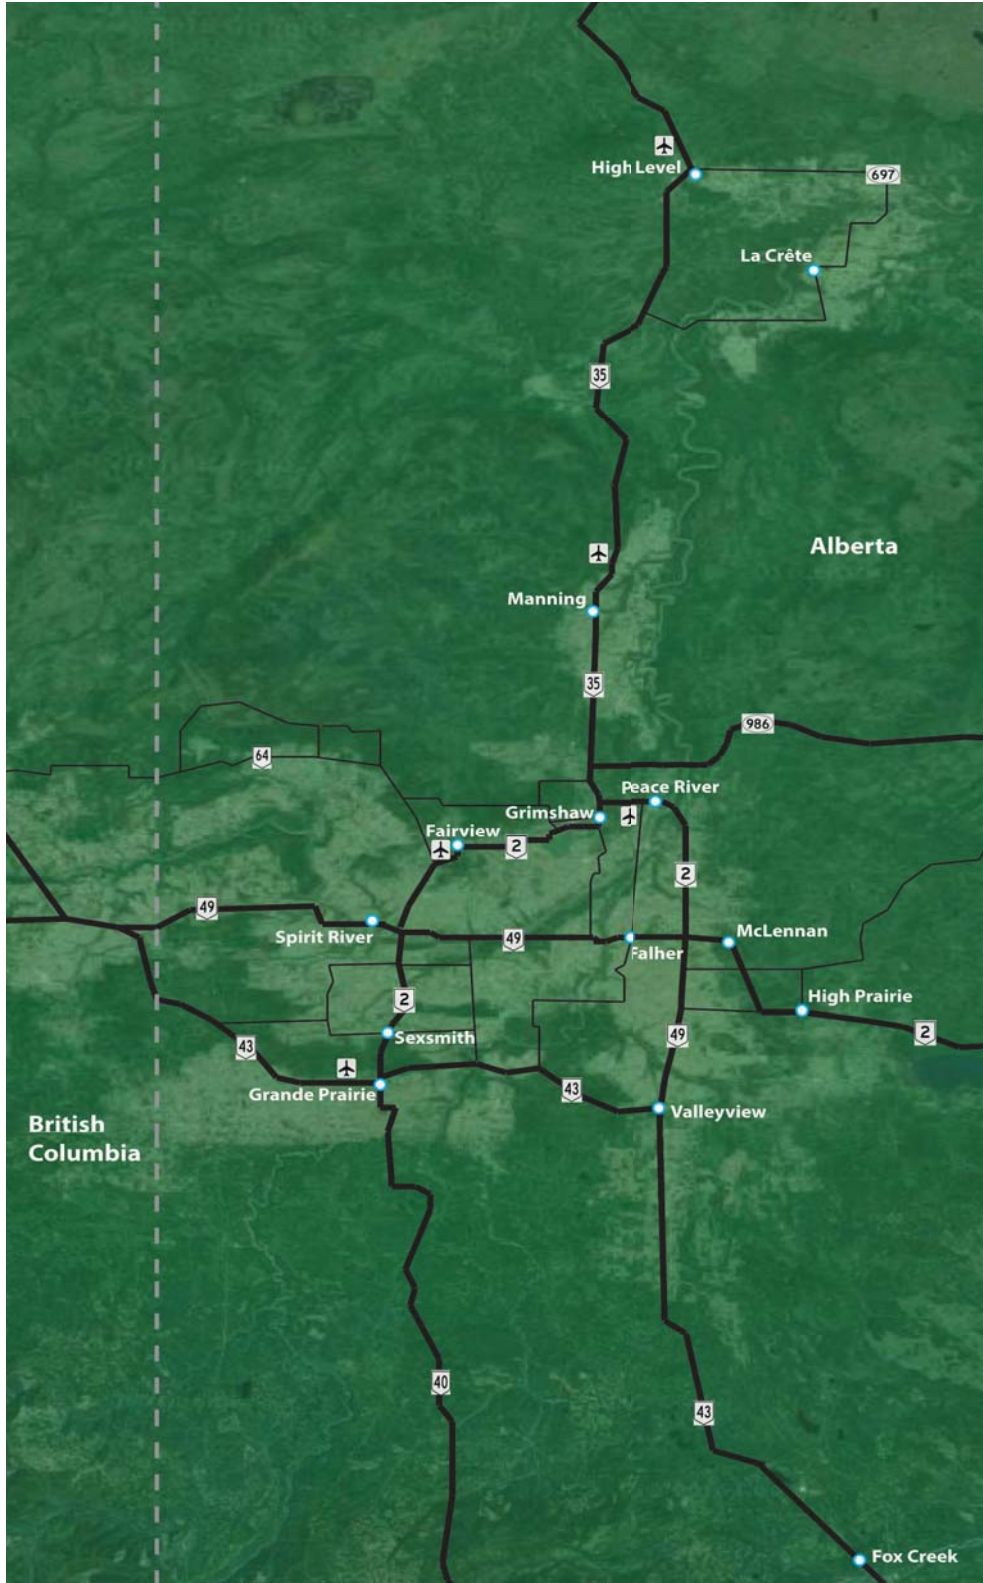 High Level
697
La Crête
35
Alberta
Manning
35
986
64
Peace River
Grimshaw
Fairview
2
2
49
Spirit River
49
Falher
McLennan
High Prairie
2
2
Sexsmith
49
43
Grande Prairie
43
Valleyview
British
Columbia
40
43
Fox Creek